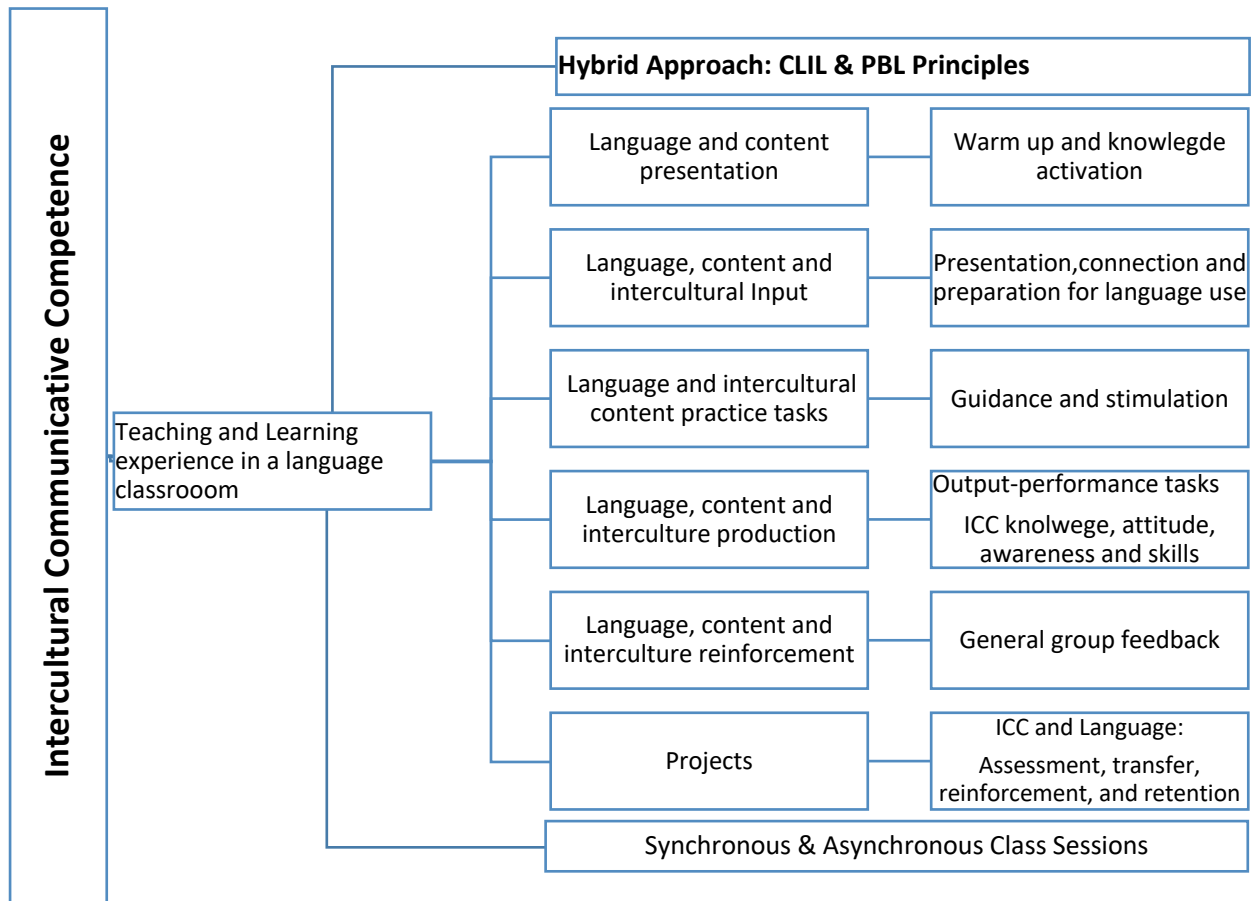 Intercultural Communicative Competence
Teaching and Learning
experience in a language
classrooom
Hybrid Approach: CLIL & PBL Principles
Language and content
presentation
Warm up and knowlegde
activation
Language, content and
intercultural Input
Presentation,connection and
preparation for language use
Language and intercultural
content practice tasks
Guidance and stimulation
Language, content and
interculture production
Output-performance tasks
ICC knolwege, attitude,
awareness and skills
Language, content and
interculture reinforcement
General group feedback
Projects
ICC and Language:
Assessment, transfer,
reinforcement, and retention
Synchronous & Asynchronous Class Sessions